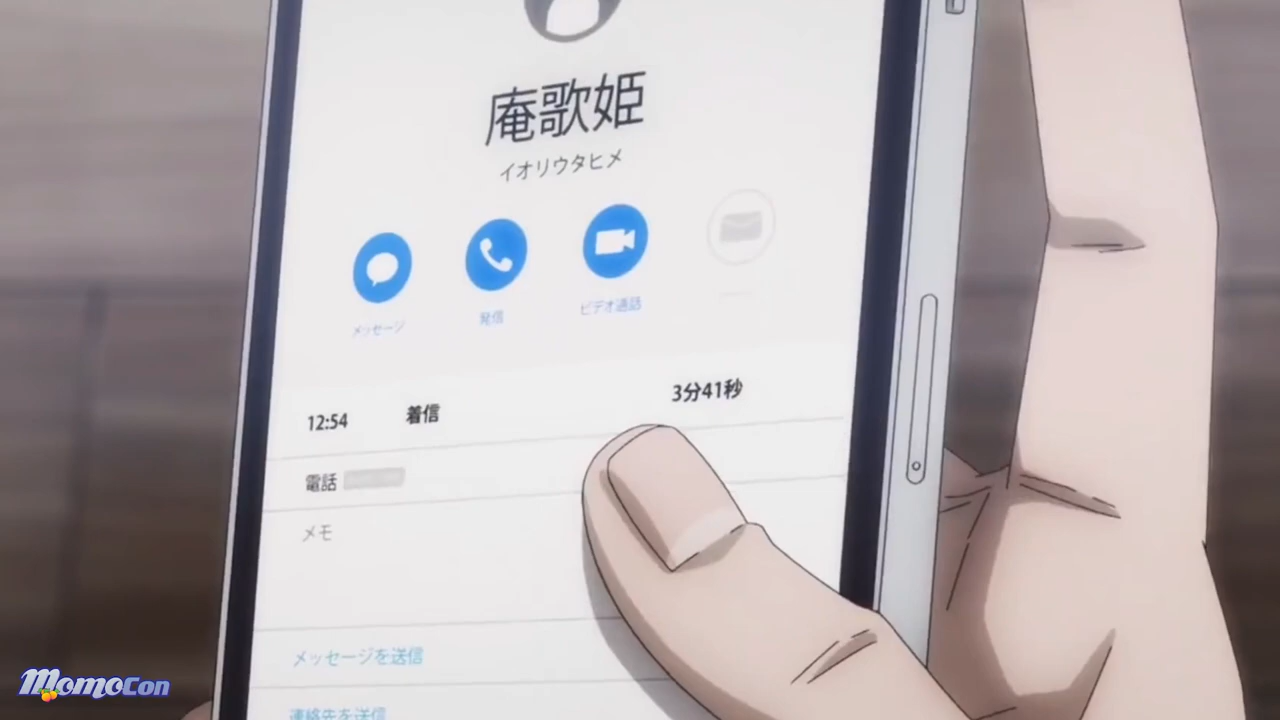 庵歌姫
イオリウタヒメ
メッセージ 発信 ビデオ通話
12:54 着信 3分41秒
電話
メモ
メッセージを送信
連絡先を送信
MomoCon